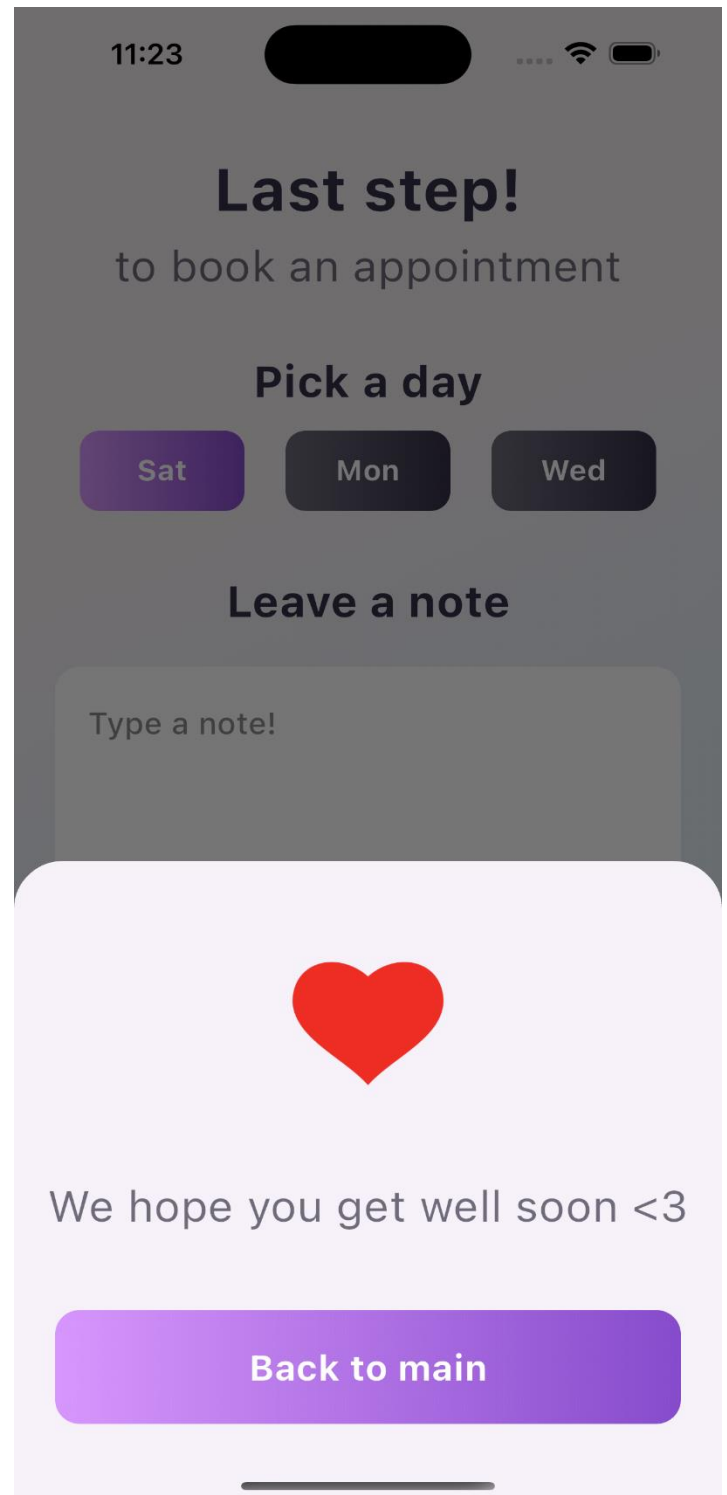 11:23
Last step!
to book an appointment
Pick a day
Sat Mon Wed
Leave a note
Type a note!
We hope you get well soon <3
Back to main